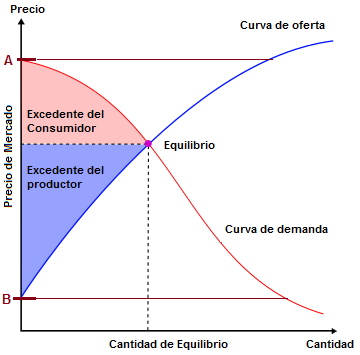 Precio
Curva de oferta
A
Excedente del
Consumidor
Equilibrio
Precio de Mercado
Excedente del
productor
Curva de demanda
B
Cantidad de Equilibrio
Cantidad